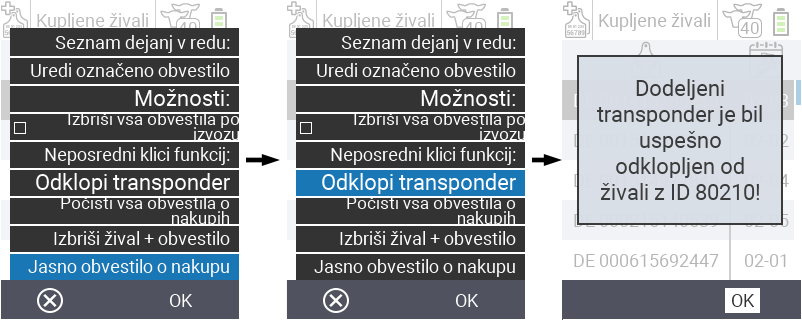 Kupljene živali
40
Seznam dejanj v redu:
Uredi označeno obvestilo
Možnosti:
Izbriši vsa obvestila po
izvozu
Neposredni klici funkcij:
Odklopi transponder
Počisti vsa obvestila o
nakupih
Izbriši žival + obvestilo
Jasno obvestilo o nakupu
OK
Kupljene živali
40
Seznam dejanj v redu:
Uredi označeno obvestilo
Možnosti:
Izbriši vsa obvestila po
izvozu
Neposredni klici funkcij:
Odklopi transponder
Počisti vsa obvestila o
nakupih
Izbriši žival + obvestilo
Jasno obvestilo o nakupu
OK
Kupljene živali
40
Dodeljeni
transponder je bil
uspešno
odklopljen od
živali z ID 80210!
DE 000615692447 02-01
OK